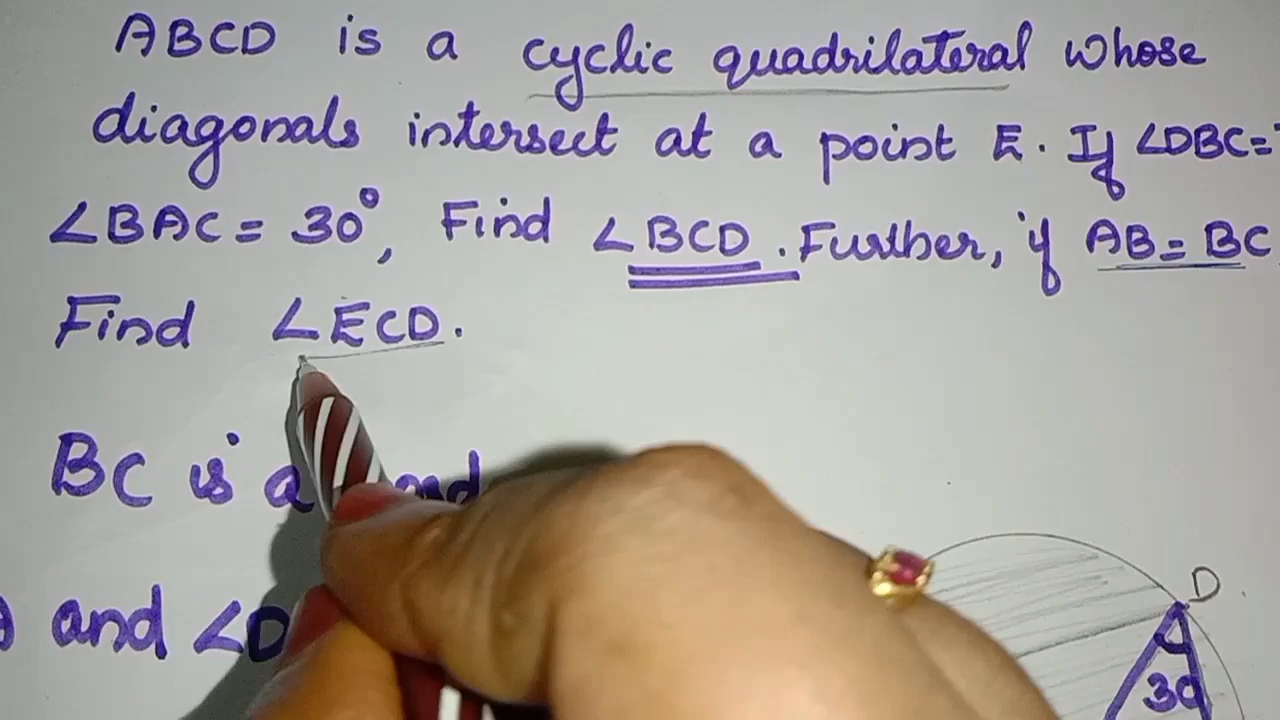 ABCD is a cyclic quadrilateral whose
diagonals intersect at a point E. If ∠DBC=
∠BAC= 30°, Find ∠BCD. Further, if AB=BC
Find ∠ECD.
BC is a
and ∠D
D
30